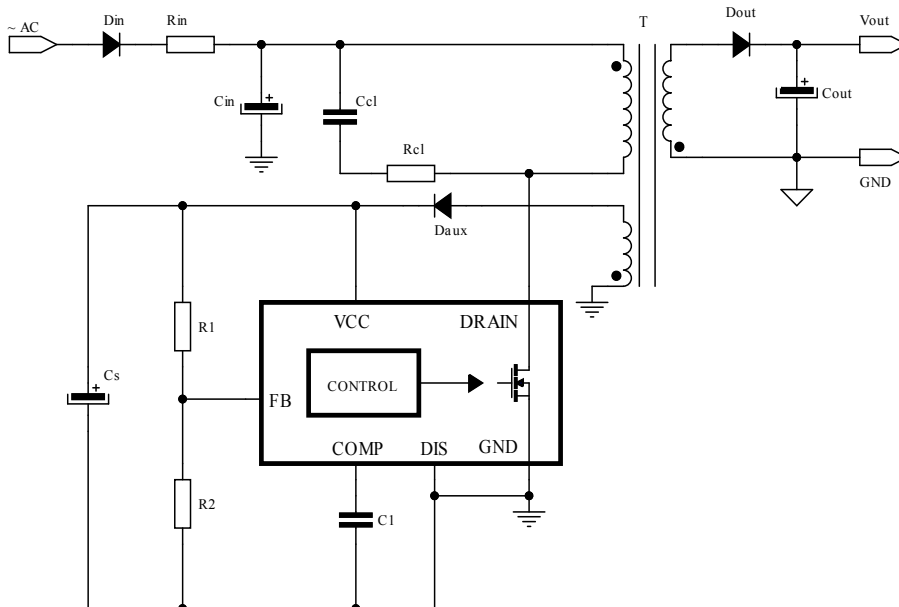 ~ AC
Din
Rin
T
Dout
Vout
Cin
+
Ccl
+
Cout
Rcl
GND
Daux
R1
VCC
DRAIN
Cs
+
CONTROL
FB
COMP
DIS
GND
R2
C1